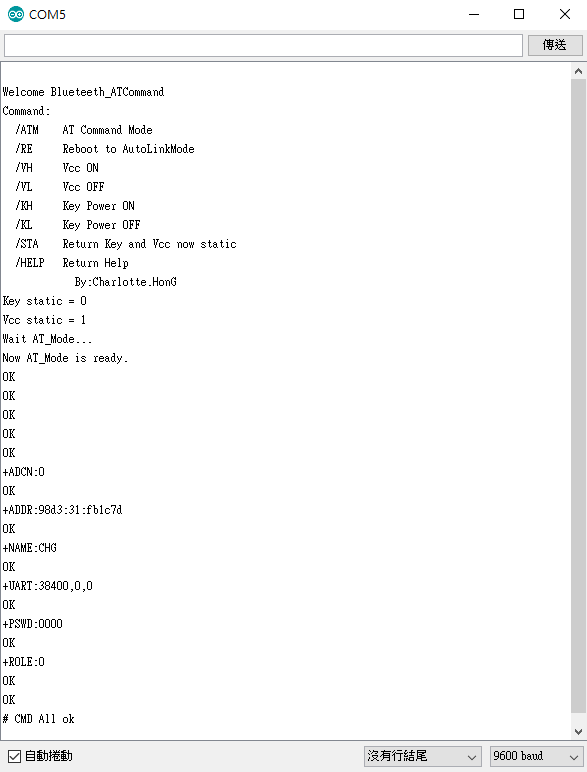 COM5
傳送
Welcome Blueteeth_ATCommand
Command:
/ATM AT Command Mode
/RE Reboot to AutoLinkMode
/VH Vcc ON
/VL Vcc OFF
/KH Key Power ON
/KL Key Power OFF
/STA Return Key and Vcc now static
/HELP Return Help
By:Charlotte.HonG
Key static = 0
Vcc static = 1
Wait AT_Mode...
Now AT_Mode is ready.
OK
OK
OK
OK
OK
+ADCN:0
OK
+ADDR:98d3:31:fb1c7d
OK
+NAME:CHG
OK
+UART:38400,0,0
OK
+PSWD:0000
OK
+ROLE:0
OK
OK
# CMD All ok
自動捲動 沒有行結尾 9600 baud